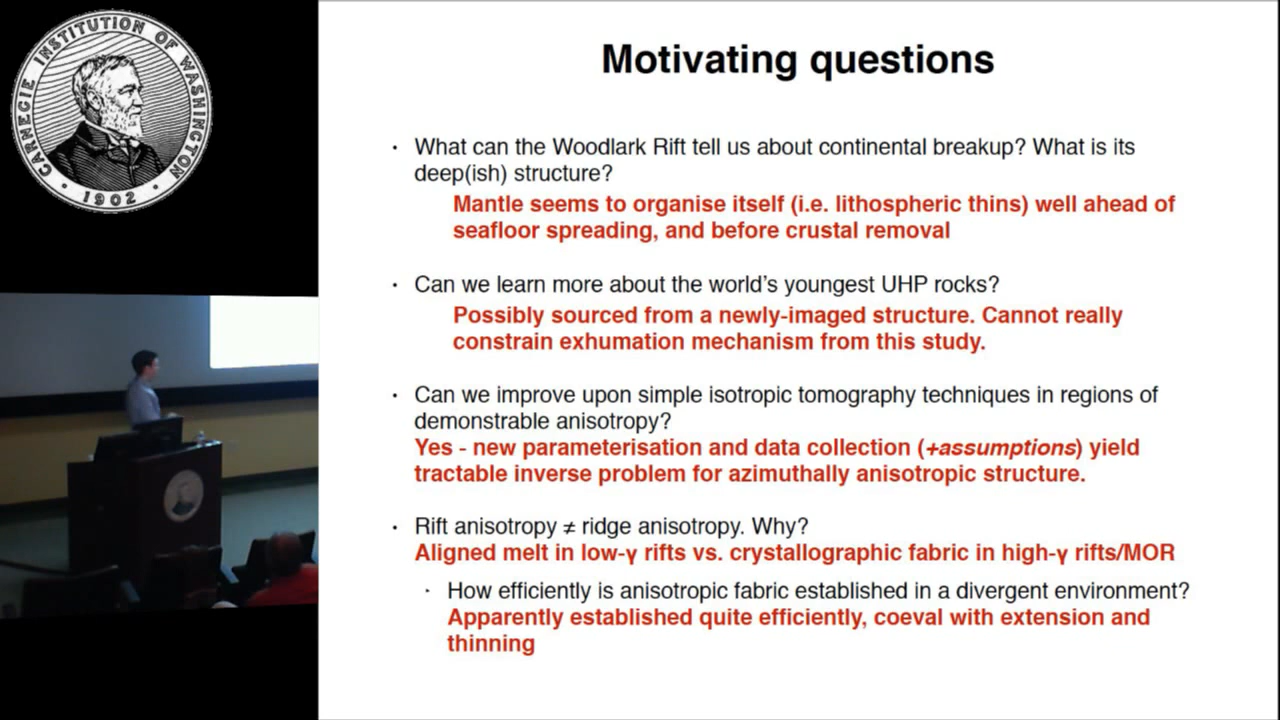 CARNEGIE INSTITUTION OF WASHINGTON
· 1902 ·
Motivating questions
· What can the Woodlark Rift tell us about continental breakup? What is its
deep(ish) structure?
Mantle seems to organise itself (i.e. lithospheric thins) well ahead of
seafloor spreading, and before crustal removal
· Can we learn more about the world’s youngest UHP rocks?
Possibly sourced from a newly-imaged structure. Cannot really
constrain exhumation mechanism from this study.
· Can we improve upon simple isotropic tomography techniques in regions of
demonstrable anisotropy?
Yes - new parameterisation and data collection (+assumptions) yield
tractable inverse problem for azimuthally anisotropic structure.
· Rift anisotropy ≠ ridge anisotropy. Why?
Aligned melt in low-γ rifts vs. crystallographic fabric in high-γ rifts/MOR
· How efficiently is anisotropic fabric established in a divergent environment?
Apparently established quite efficiently, coeval with extension and
thinning